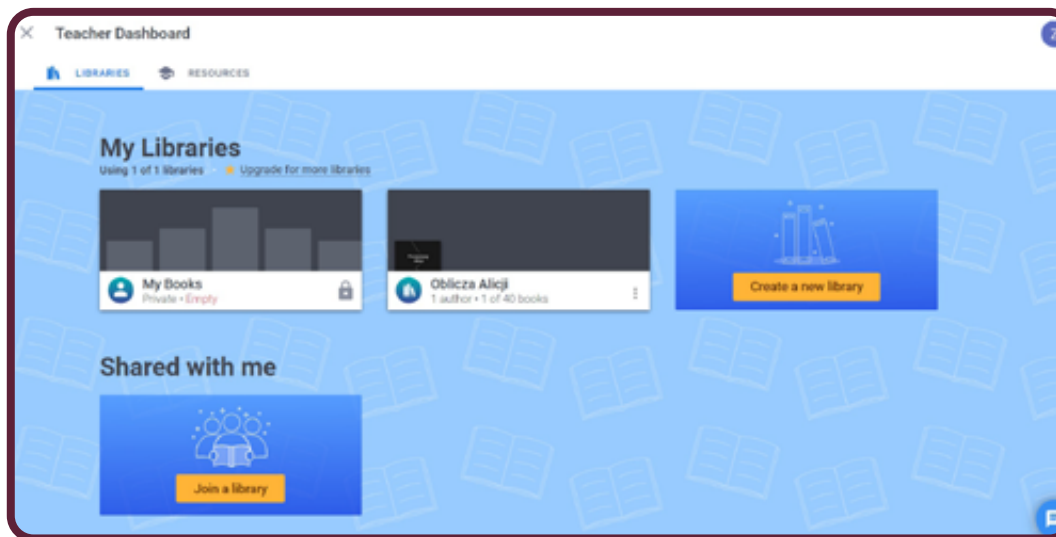 Teacher Dashboard
LIBRARIES RESOURCES
My Libraries
Using 1 of 1 libraries Upgrade for more libraries
My Books
Private • Empty
Oblicza Alicji
1 author • 1 of 40 books
Create a new library
Shared with me
Join a library